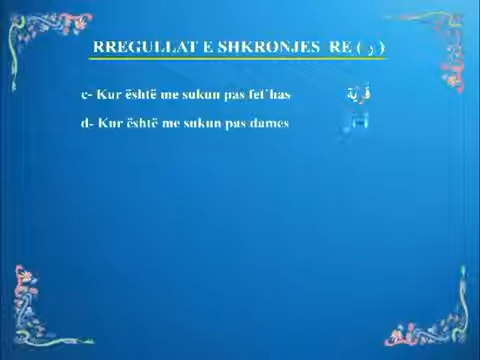 RREGULLAT E SHKRONJES RE ( ر )
c- Kur është me sukun pas fet`has قَرْيَة
d- Kur është me sukun pas dames